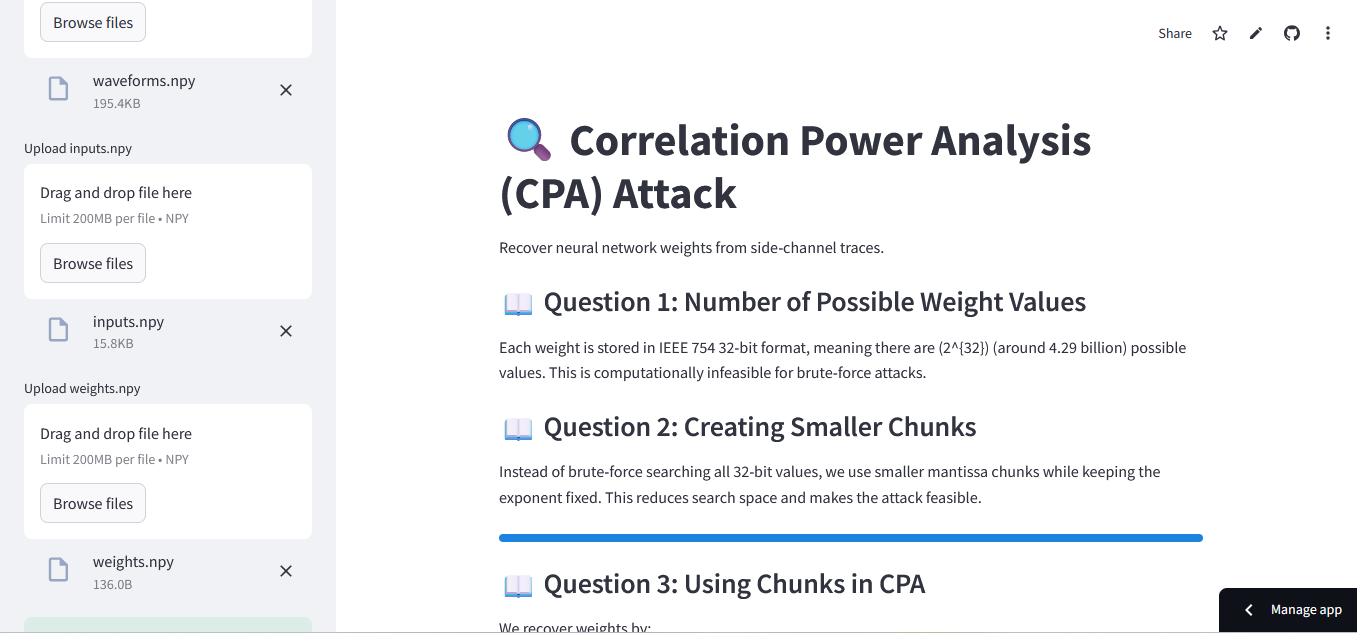 Browse files
waveforms.npy
195.4KB
Upload inputs.npy
Drag and drop file here
Limit 200MB per file • NPY
Browse files
inputs.npy
15.8KB
Upload weights.npy
Drag and drop file here
Limit 200MB per file • NPY
Browse files
weights.npy
136.0B
Share
Correlation Power Analysis
(CPA) Attack
Recover neural network weights from side-channel traces.
Question 1: Number of Possible Weight Values
Each weight is stored in IEEE 754 32-bit format, meaning there are (2^{32}) (around 4.29 billion) possible
values. This is computationally infeasible for brute-force attacks.
Question 2: Creating Smaller Chunks
Instead of brute-force searching all 32-bit values, we use smaller mantissa chunks while keeping the
exponent fixed. This reduces search space and makes the attack feasible.
Question 3: Using Chunks in CPA
We recover weights by:
Manage app